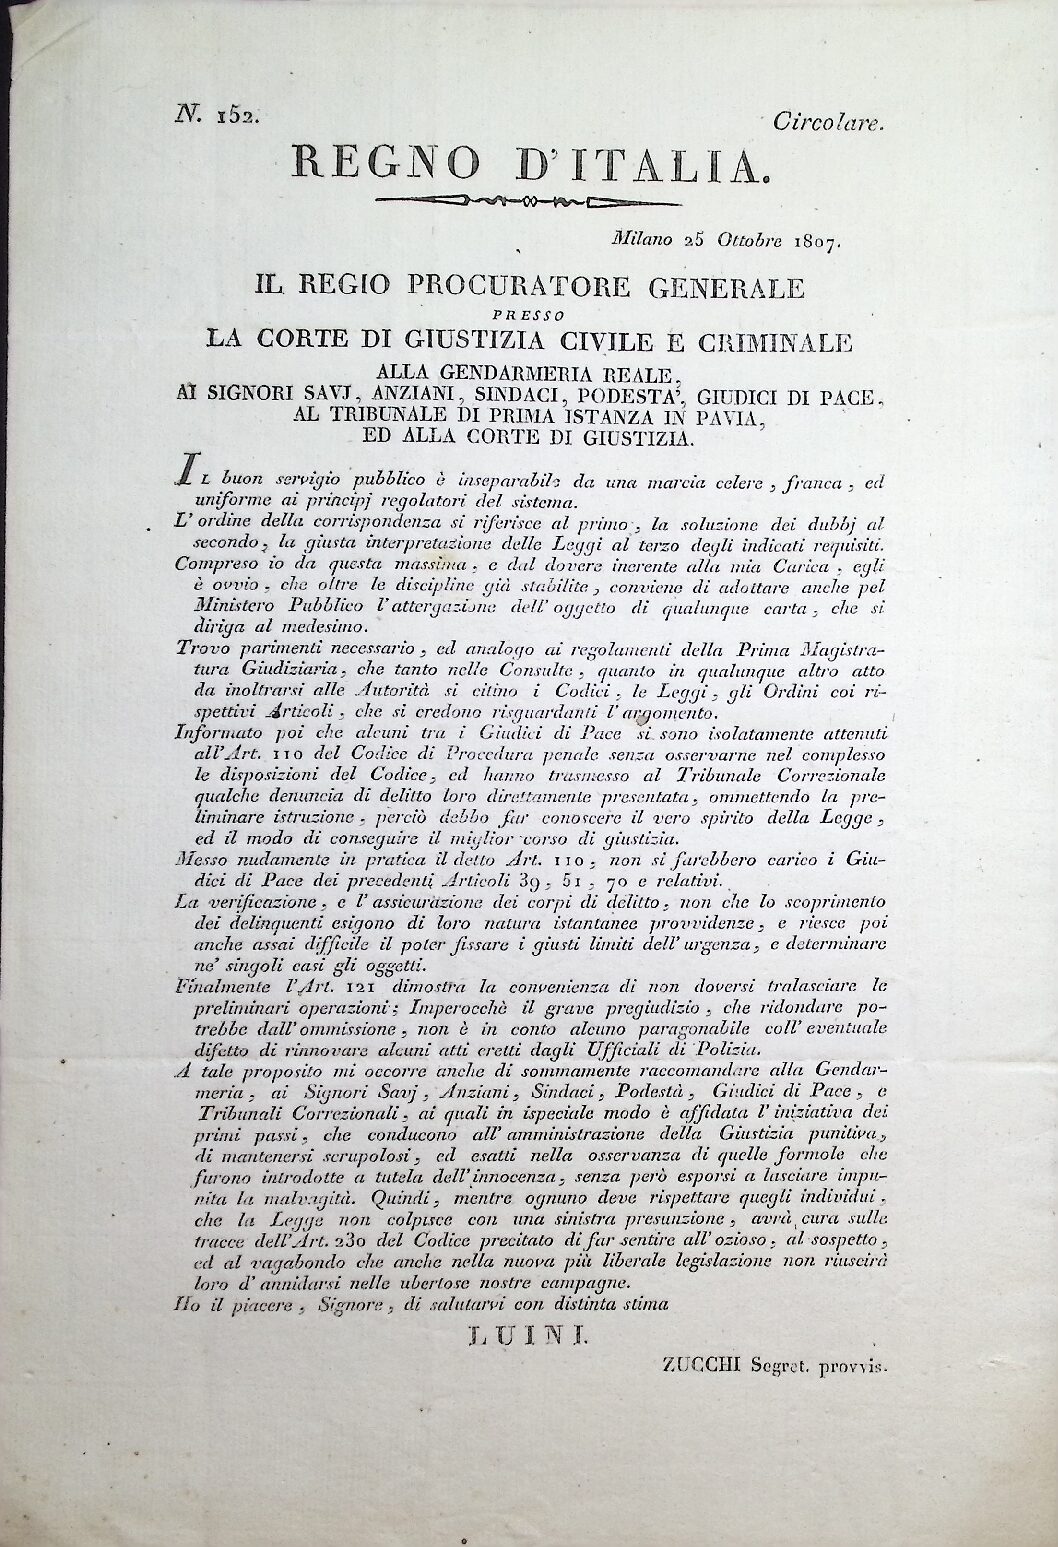 N. 152.
Circolare.
REGNO D'ITALIA.
Milano 25 Ottobre 1807.
IL REGIO PROCURATORE GENERALE
PRESSO
LA CORTE DI GIUSTIZIA CIVILE E CRIMINALE
ALLA GENDARMERIA REALE,
AI SIGNORI SAVJ, ANZIANI, SINDACI, PODESTA', GIUDICI DI PACE,
AL TRIBUNALE DI PRIMA ISTANZA IN PAVIA,
ED ALLA CORTE DI GIUSTIZIA.
IL buon servigio pubblico è inseparabile da una marcia celere, franca, ed
uniforme ai principj regolatori del sistema.
L'ordine della corrispondenza si riferisce al primo, la soluzione dei dubbj al
secondo, la giusta interpretazione delle Leggi al terzo degli indicati requisiti.
Compreso io da questa massima, e dal dovere inerente alla mia Carica, egli
è ovvio, che oltre le discipline già stabilite, conviene di adottare anche pel
Ministero Pubblico l'attergazione dell'oggetto di qualunque carta, che si
diriga al medesimo.
Trovo parimenti necessario, ed analogo ai regolamenti della Prima Magistra-
tura Giudiziaria, che tanto nelle Consulte, quanto in qualunque altro atto
da inoltrarsi alle Autorità si citino i Codici, le Leggi, gli Ordini coi ri-
spettivi Articoli, che si credono risguardanti l'argomento.
Informato poi che alcuni tra i Giudici di Pace si sono isolatamente attenuti
all'Art. 110 del Codice di Procedura penale senza osservarne nel complesso
le disposizioni del Codice, ed hanno trasmesso al Tribunale Correzionale
qualche denuncia di delitto loro direttamente presentata, ommettendo la pre-
liminare istruzione, perciò debbo far conoscere il vero spirito della Legge,
ed il modo di conseguire il miglior corso di giustizia.
Messo nudamente in pratica il detto Art. 110, non si farebbero carico i Giu-
dici di Pace dei precedenti Articoli 39, 51, 70 e relativi.
La verificazione, e l'assicurazione dei corpi di delitto, non che lo scoprimento
dei delinquenti esigono di loro natura istantanee provvidenze, e riesce poi
anche assai difficile il poter fissare i giusti limiti dell'urgenza, e determinare
ne' singoli casi gli oggetti.
Finalmente l'Art. 121 dimostra la convenienza di non doversi tralasciare le
preliminari operazioni; Imperocchè il grave pregiudizio, che ridondare po-
trebbe dall'ommissione, non è in conto alcuno paragonabile coll'eventuale
difetto di rinnovare alcuni atti eretti dagli Ufficiali di Polizia.
A tale proposito mi occorre anche di sommamente raccomandare alla Gendar-
meria, ai Signori Savj, Anziani, Sindaci, Podestà, Giudici di Pace, e
Tribunali Correzionali, ai quali in ispeciale modo è affidata l'iniziativa dei
primi passi, che conducono all'amministrazione della Giustizia punitiva,
di mantenersi scrupolosi, ed esatti nella osservanza di quelle formole che
furono introdotte a tutela dell'innocenza, senza però esporsi a lasciare impu-
nita la malvagità. Quindi, mentre ognuno deve rispettare quegli individui,
che la Legge non colpisce con una sinistra presunzione, avrà cura sulle
tracce dell'Art. 230 del Codice precitato di far sentire all'ozioso, al sospetto,
ed al vagabondo che anche nella nuova più liberale legislazione non riuscirà
loro d'annidarsi nelle ubertose nostre campagne.
Ho il piacere, Signore, di salutarvi con distinta stima
LUINI.
ZUCCHI Segret. provvis.